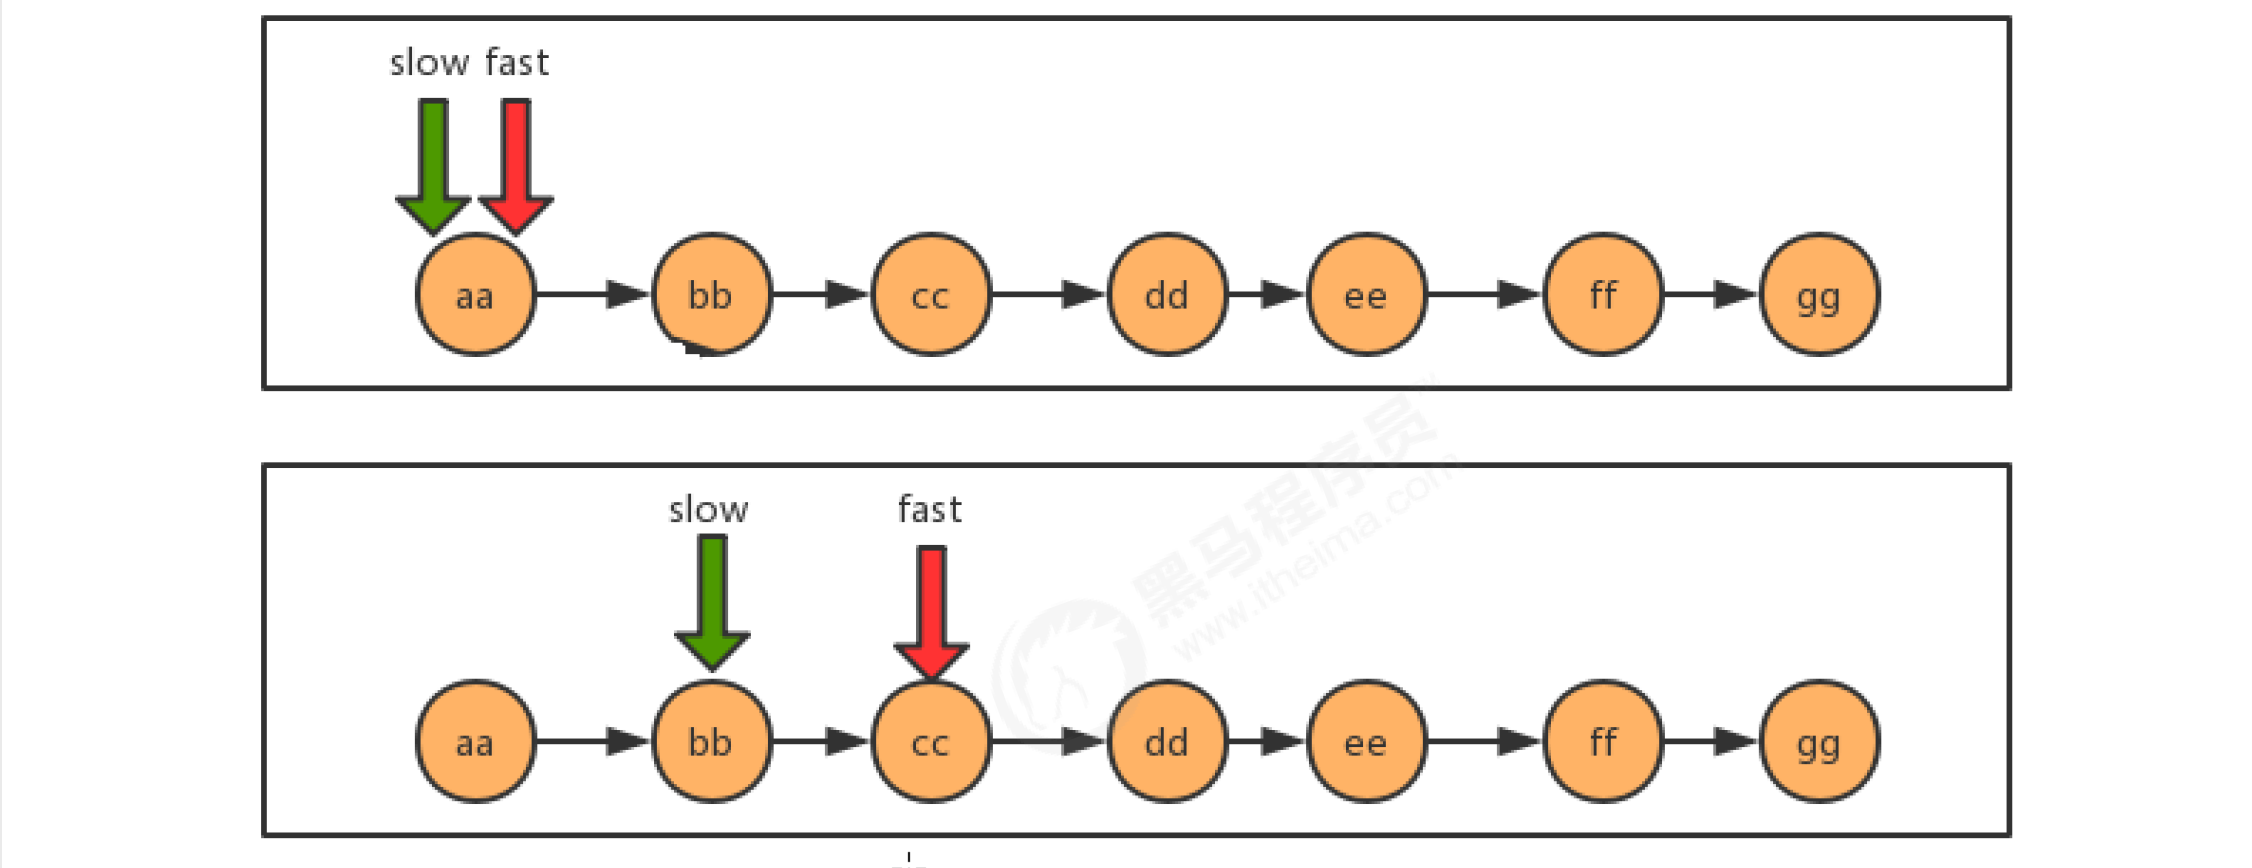 slow fast
aa bb cc dd ee ff gg
黑马程序员
www.itheima.com
slow fast
aa bb cc dd ee ff gg